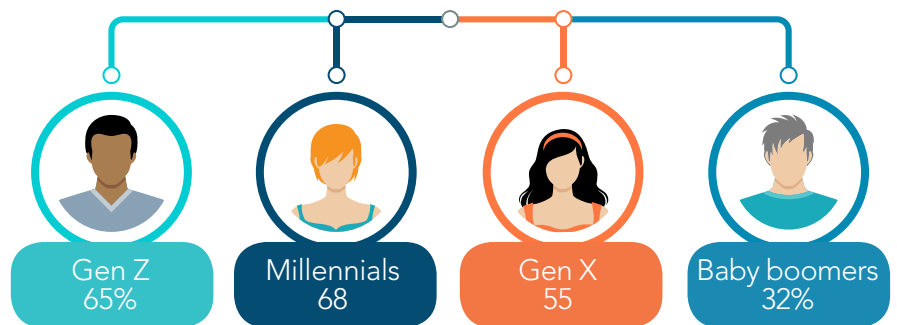 Gen Z
65%
Millennials
68
Gen X
55
Baby boomers
32%